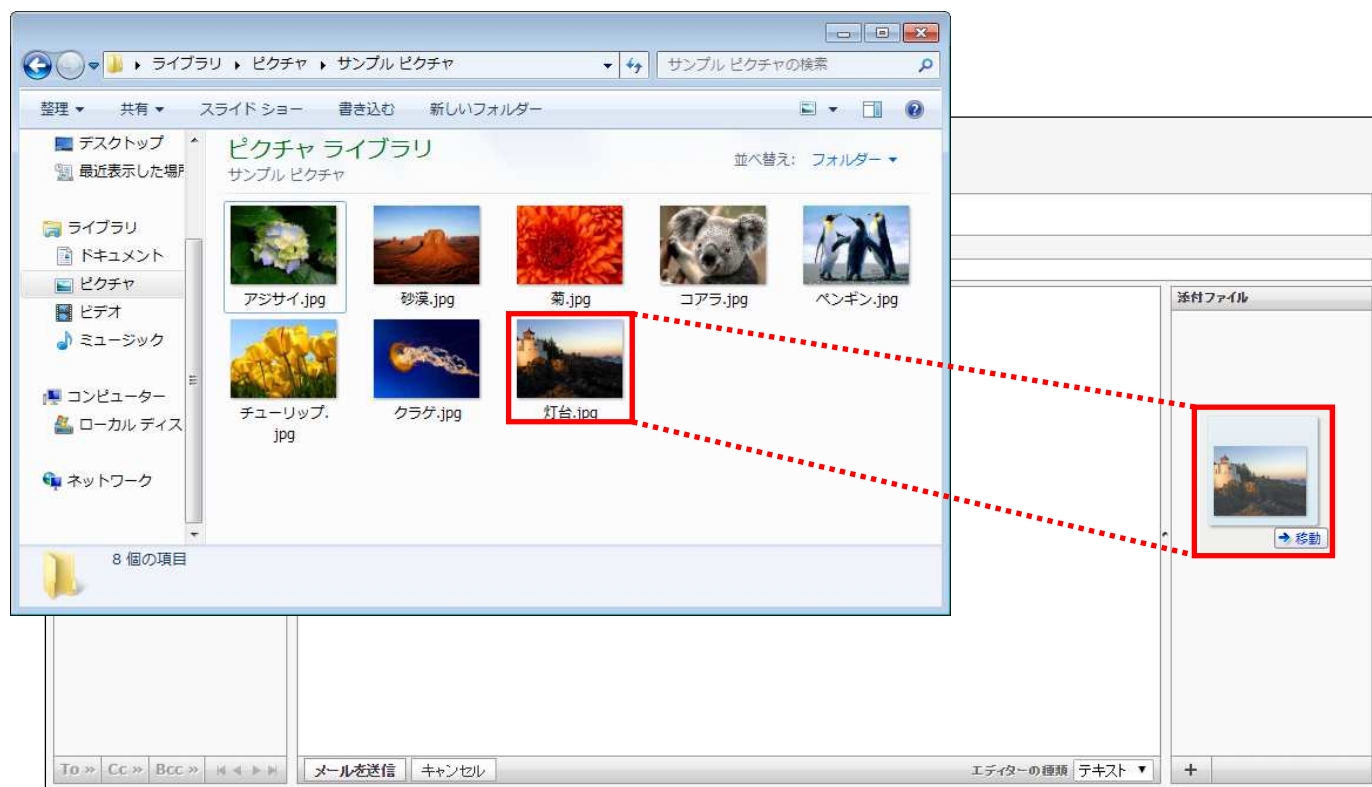 ライブラリ ピクチャ サンプル ピクチャ
サンプル ピクチャの検索
整理 共有 スライド ショー 書き込む 新しいフォルダー
デスクトップ
最近表示した場所
ライブラリ
ドキュメント
ピクチャ
ビデオ
ミュージック
コンピューター
ローカル ディス
ネットワーク
ピクチャ ライブラリ
サンプル ピクチャ
並べ替え: フォルダー
アジサイ.jpg 砂漠.jpg 菊.jpg コアラ.jpg ペンギン.jpg
チューリップ. クラゲ.jpg 灯台.jpg
jpg
8 個の項目
添付ファイル
移動
To » Cc » Bcc »
メールを送信 キャンセル
エディターの種類 テキスト
+